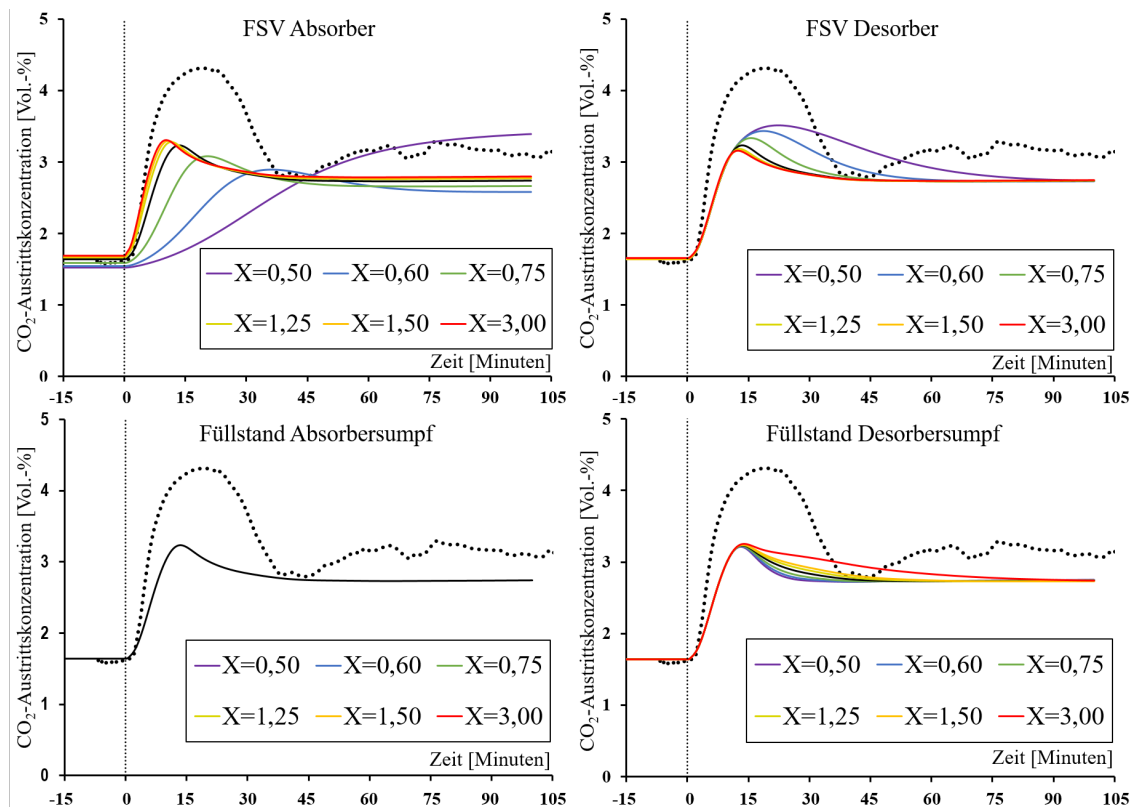 FSV Absorber
CO₂-Austrittskonzentration [Vol.-%]
5
4
3
2
1
0
X=0,50 X=0,60 X=0,75
X=1,25 X=1,50 X=3,00
Zeit [Minuten]
-15 0 15 30 45 60 75 90 105
FSV Desorber
CO₂-Austrittskonzentration [Vol.-%]
5
4
3
2
1
0
X=0,50 X=0,60 X=0,75
X=1,25 X=1,50 X=3,00
Zeit [Minuten]
-15 0 15 30 45 60 75 90 105
Füllstand Absorbersumpf
CO₂-Austrittskonzentration [Vol.-%]
5
4
3
2
1
0
X=0,50 X=0,60 X=0,75
X=1,25 X=1,50 X=3,00
Zeit [Minuten]
-15 0 15 30 45 60 75 90 105
Füllstand Desorbersumpf
CO₂-Austrittskonzentration [Vol.-%]
5
4
3
2
1
0
X=0,50 X=0,60 X=0,75
X=1,25 X=1,50 X=3,00
Zeit [Minuten]
-15 0 15 30 45 60 75 90 105